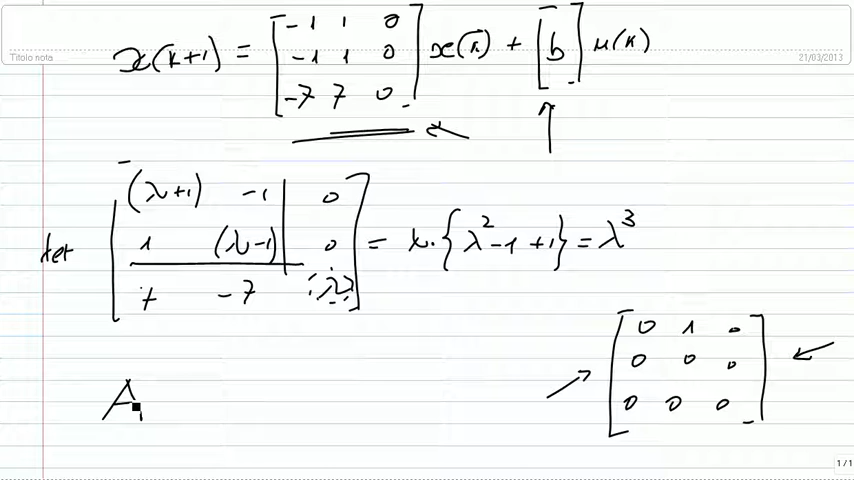 Titolo nota
21/03/2013
x(k+1) = [ -1 1 0 ; -1 1 0 ; -7 7 0 ] x(k) + [ b ] u(k)
det [ (λ+1) -1 0 ; 1 (λ-1) 0 ; 7 -7 λ ] = λ·{λ²-1+1} = λ³
[ 0 1 0 ; 0 0 0 ; 0 0 0 ]
A
1/1